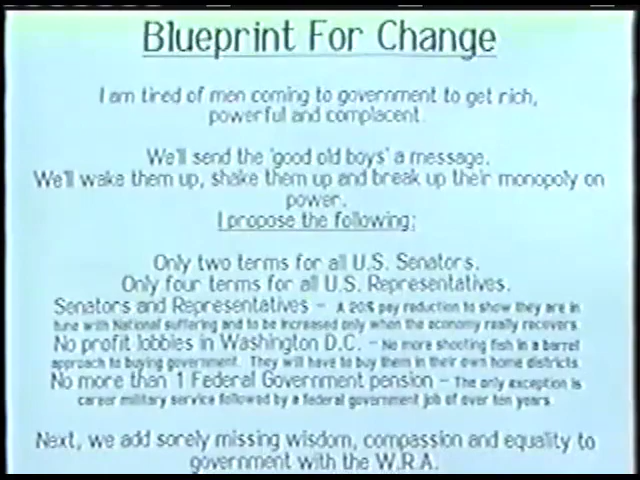 Blueprint For Change
I am tired of men coming to government to get rich,
powerful and complacent.
We'll send the 'good old boys' a message.
We'll wake them up, shake them up and break up their monopoly on
power.
I propose the following:
Only two terms for all U.S. Senators.
Only four terms for all U.S. Representatives.
Senators and Representatives - A 20% pay reduction to show they are in
tune with National suffering and to be increased only when the economy really recovers.
No profit lobbies in Washington D.C. - No more shooting fish in a barrel
approach to buying government. They will have to buy them in their own home districts.
No more than 1 Federal Government pension - The only exception is
career military service followed by a federal government job of over ten years.
Next, we add sorely missing wisdom, compassion and equality to
government with the W.R.A.